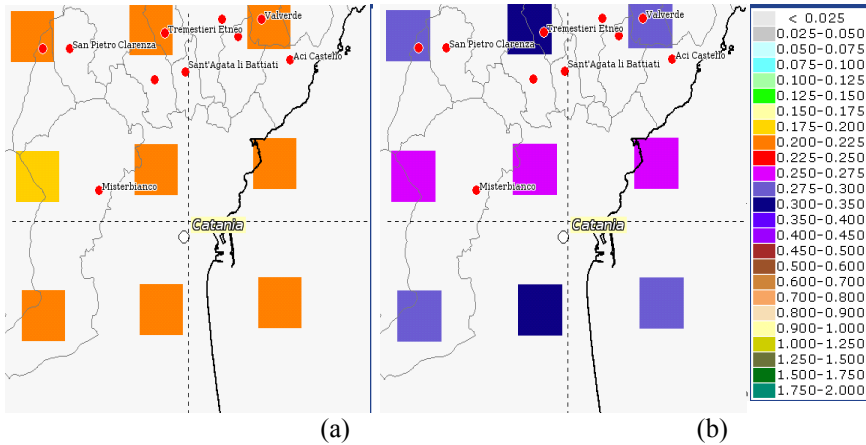 Tremestieri Etneo
Valverde
San Pietro Clarenza
Aci Castello
Sant'Agata li Battiati
Misterbianco
Catania
(a)
Tremestieri Etneo
Valverde
San Pietro Clarenza
Aci Castello
Sant'Agata li Battiati
Misterbianco
Catania
(b)
< 0.025
0.025-0.050
0.050-0.075
0.075-0.100
0.100-0.125
0.125-0.150
0.150-0.175
0.175-0.200
0.200-0.225
0.225-0.250
0.250-0.275
0.275-0.300
0.300-0.350
0.350-0.400
0.400-0.450
0.450-0.500
0.500-0.600
0.600-0.700
0.700-0.800
0.800-0.900
0.900-1.000
1.000-1.250
1.250-1.500
1.500-1.750
1.750-2.000